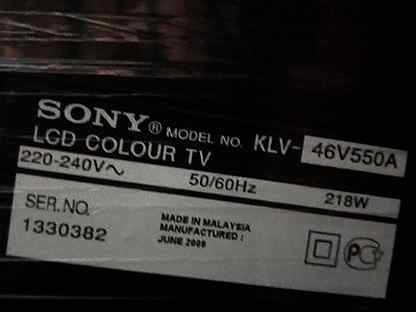 SONY® MODEL NO. KLV-46V550A
LCD COLOUR TV
220-240V~ 50/60Hz 218W
SER.NO.
1330382
MADE IN MALAYSIA
MANUFACTURED :
JUNE 2009